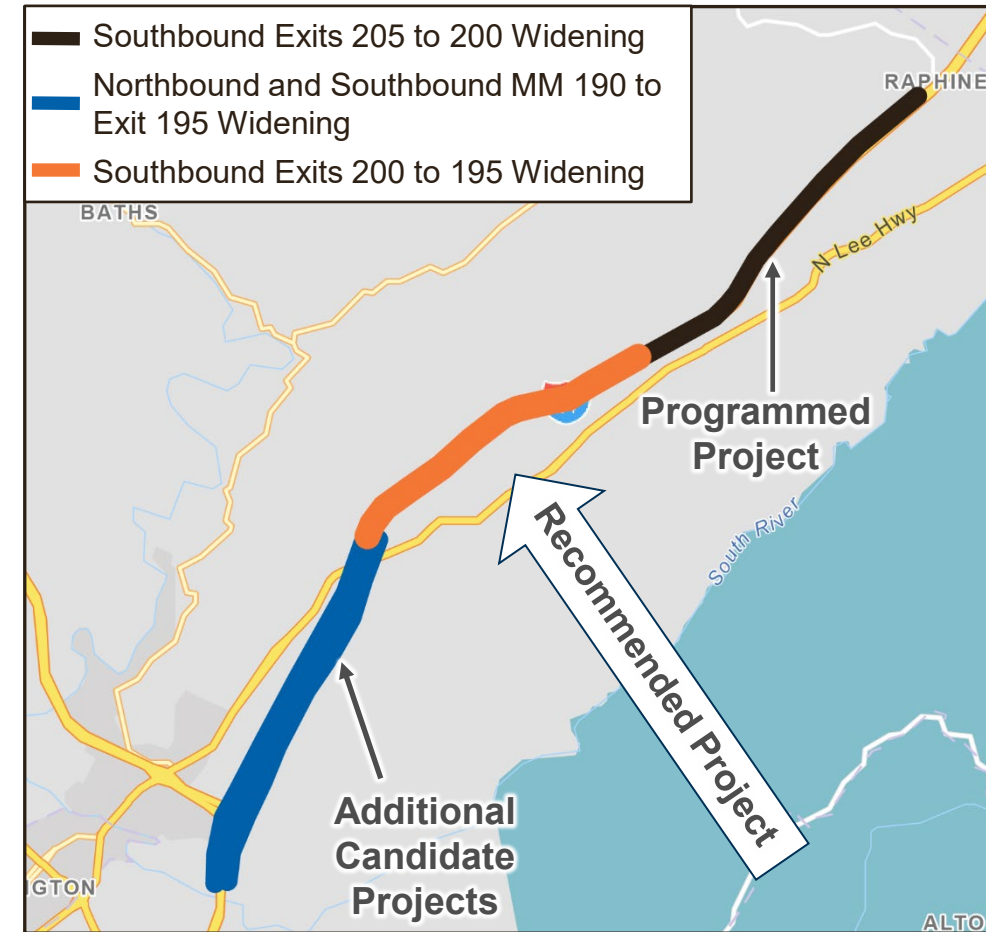 Southbound Exits 205 to 200 Widening
Northbound and Southbound MM 190 to
Exit 195 Widening
Southbound Exits 200 to 195 Widening
RAPHINE
BATHS
N Lee Hwy
Programmed
Project
South River
Recommended Project
Additional
Candidate
Projects
IGTON
ALTO